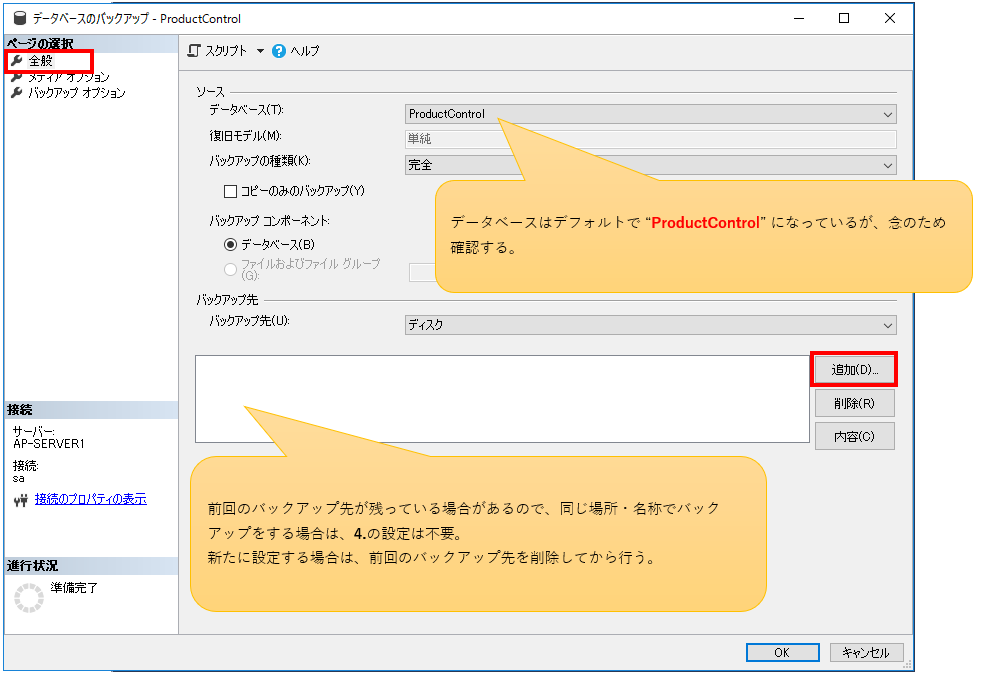 データベースのバックアップ - ProductControl
ページの選択
全般
メディア オプション
バックアップ オプション
スクリプト
ヘルプ
ソース
データベース(T):
ProductControl
復旧モデル(M):
単純
バックアップの種類(K):
完全
コピーのみのバックアップ(Y)
バックアップ コンポーネント:
データベース(B)
ファイルおよびファイル グループ
(G):
データベースはデフォルトで “ProductControl” になっているが、念のため
確認する。
バックアップ先
バックアップ先(U):
ディスク
追加(D)...
削除(R)
内容(C)
前回のバックアップ先が残っている場合があるので、同じ場所・名称でバック
アップをする場合は、4.の設定は不要。
新たに設定する場合は、前回のバックアップ先を削除してから行う。
接続
サーバー:
AP-SERVER1
接続:
sa
接続のプロパティの表示
進行状況
準備完了
OK
キャンセル